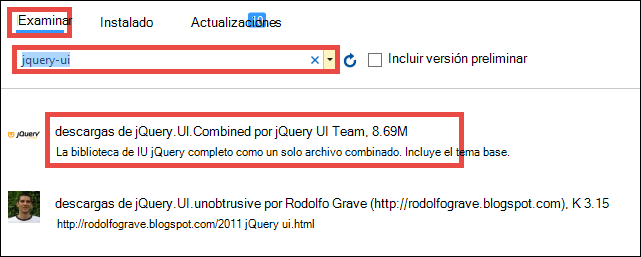 Examinar Instalado Actualizaciones
jquery-ui Incluir versión preliminar
jQuery descargas de jQuery.UI.Combined por jQuery UI Team, 8.69M
La biblioteca de IU jQuery completo como un solo archivo combinado. Incluye el tema base.
descargas de jQuery.UI.unobtrusive por Rodolfo Grave (http://rodolfograve.blogspot.com), K 3.15
http://rodolfograve.blogspot.com/2011 jQuery ui.html